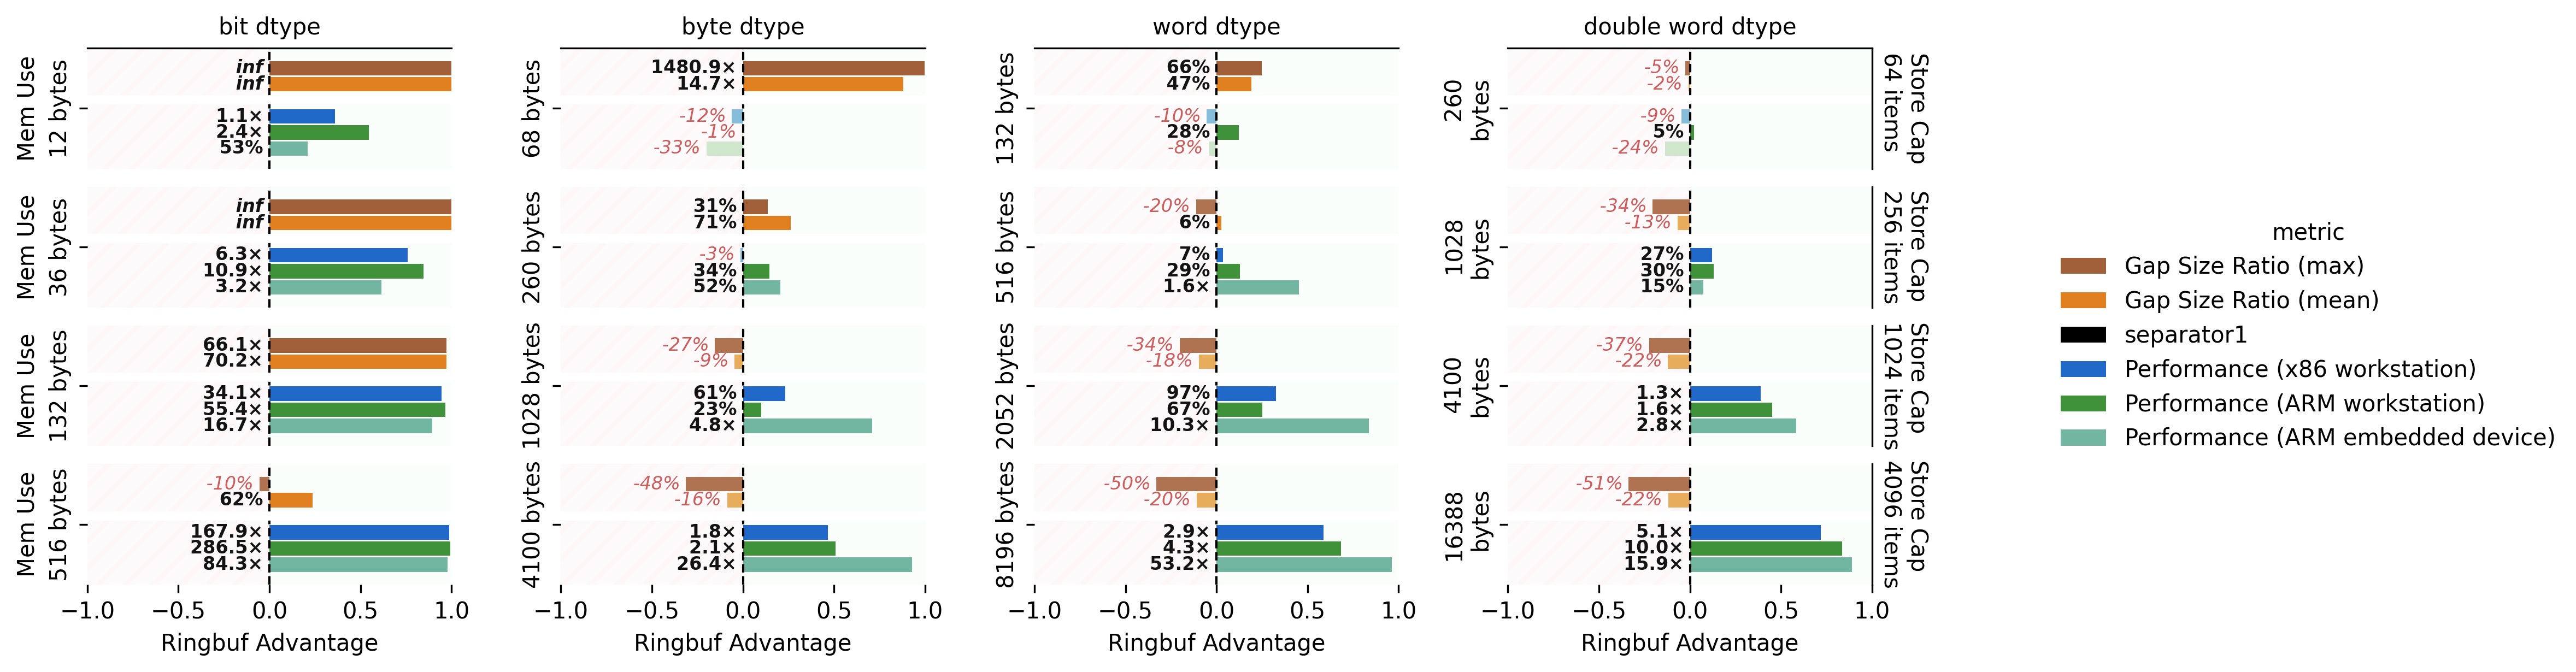 bit dtype
byte dtype
word dtype
double word dtype
Mem Use
12 bytes
inf
inf
1.1×
2.4×
53%
68 bytes
1480.9×
14.7×
-12%
-1%
-33%
132 bytes
66%
47%
-10%
28%
-8%
260
bytes
-5%
-2%
-9%
5%
-24%
Store Cap
64 items
Mem Use
36 bytes
inf
inf
6.3×
10.9×
3.2×
260 bytes
31%
71%
-3%
34%
52%
516 bytes
-20%
6%
7%
29%
1.6×
1028
bytes
-34%
-13%
27%
30%
15%
Store Cap
256 items
Mem Use
132 bytes
66.1×
70.2×
34.1×
55.4×
16.7×
1028 bytes
-27%
-9%
61%
23%
4.8×
2052 bytes
-34%
-18%
97%
67%
10.3×
4100
bytes
-37%
-22%
1.3×
1.6×
2.8×
Store Cap
1024 items
Mem Use
516 bytes
-10%
62%
167.9×
286.5×
84.3×
4100 bytes
-48%
-16%
1.8×
2.1×
26.4×
8196 bytes
-50%
-20%
2.9×
4.3×
53.2×
16388
bytes
-51%
-22%
5.1×
10.0×
15.9×
Store Cap
4096 items
−1.0 −0.5 0.0 0.5 1.0
−1.0 −0.5 0.0 0.5 1.0
−1.0 −0.5 0.0 0.5 1.0
−1.0 −0.5 0.0 0.5 1.0
Ringbuf Advantage
Ringbuf Advantage
Ringbuf Advantage
Ringbuf Advantage
metric
Gap Size Ratio (max)
Gap Size Ratio (mean)
separator1
Performance (x86 workstation)
Performance (ARM workstation)
Performance (ARM embedded device)